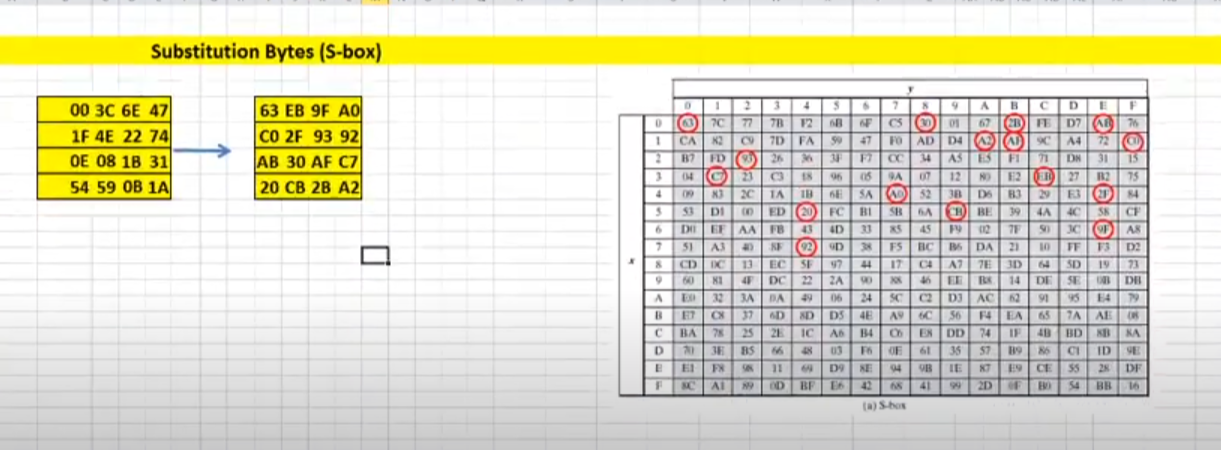 Substitution Bytes (S-box)
00 3C 6E 47
1F 4E 22 74
0E 08 1B 31
54 59 0B 1A
63 EB 9F A0
C0 2F 93 92
AB 30 AF C7
20 CB 2B A2
y
0 1 2 3 4 5 6 7 8 9 A B C D E F
x
0 63 7C 77 7B F2 6B 6F C5 30 01 67 2B FE D7 AB 76
1 CA 82 C9 7D FA 59 47 F0 AD D4 A2 AF 9C A4 72 C0
2 B7 FD 93 26 36 3F F7 CC 34 A5 E5 F1 71 D8 31 15
3 04 C7 23 C3 18 96 05 9A 07 12 80 E2 EB 27 B2 75
4 09 83 2C 1A 1B 6E 5A A0 52 3B D6 B3 29 E3 2F 84
5 53 D1 00 ED 20 FC B1 5B 6A CB BE 39 4A 4C 58 CF
6 D0 EF AA FB 43 4D 33 85 45 F9 02 7F 50 3C 9F A8
7 51 A3 40 8F 92 9D 38 F5 BC B6 DA 21 10 FF F3 D2
8 CD 0C 13 EC 5F 97 44 17 C4 A7 7E 3D 64 5D 19 73
9 60 81 4F DC 22 2A 90 88 46 EE B8 14 DE 5E 0B DB
A E0 32 3A 0A 49 06 24 5C C2 D3 AC 62 91 95 E4 79
B E7 C8 37 6D 8D D5 4E A9 6C 56 F4 EA 65 7A AE 08
C BA 78 25 2E 1C A6 B4 C6 E8 DD 74 1F 4B BD 8B 8A
D 70 3E B5 66 48 03 F6 0E 61 35 57 B9 86 C1 1D 9E
E E1 F8 98 11 69 D9 8E 94 9B 1E 87 E9 CE 55 28 DF
F 8C A1 89 0D BF E6 42 68 41 99 2D 0F B0 54 BB 16
(a) S-box